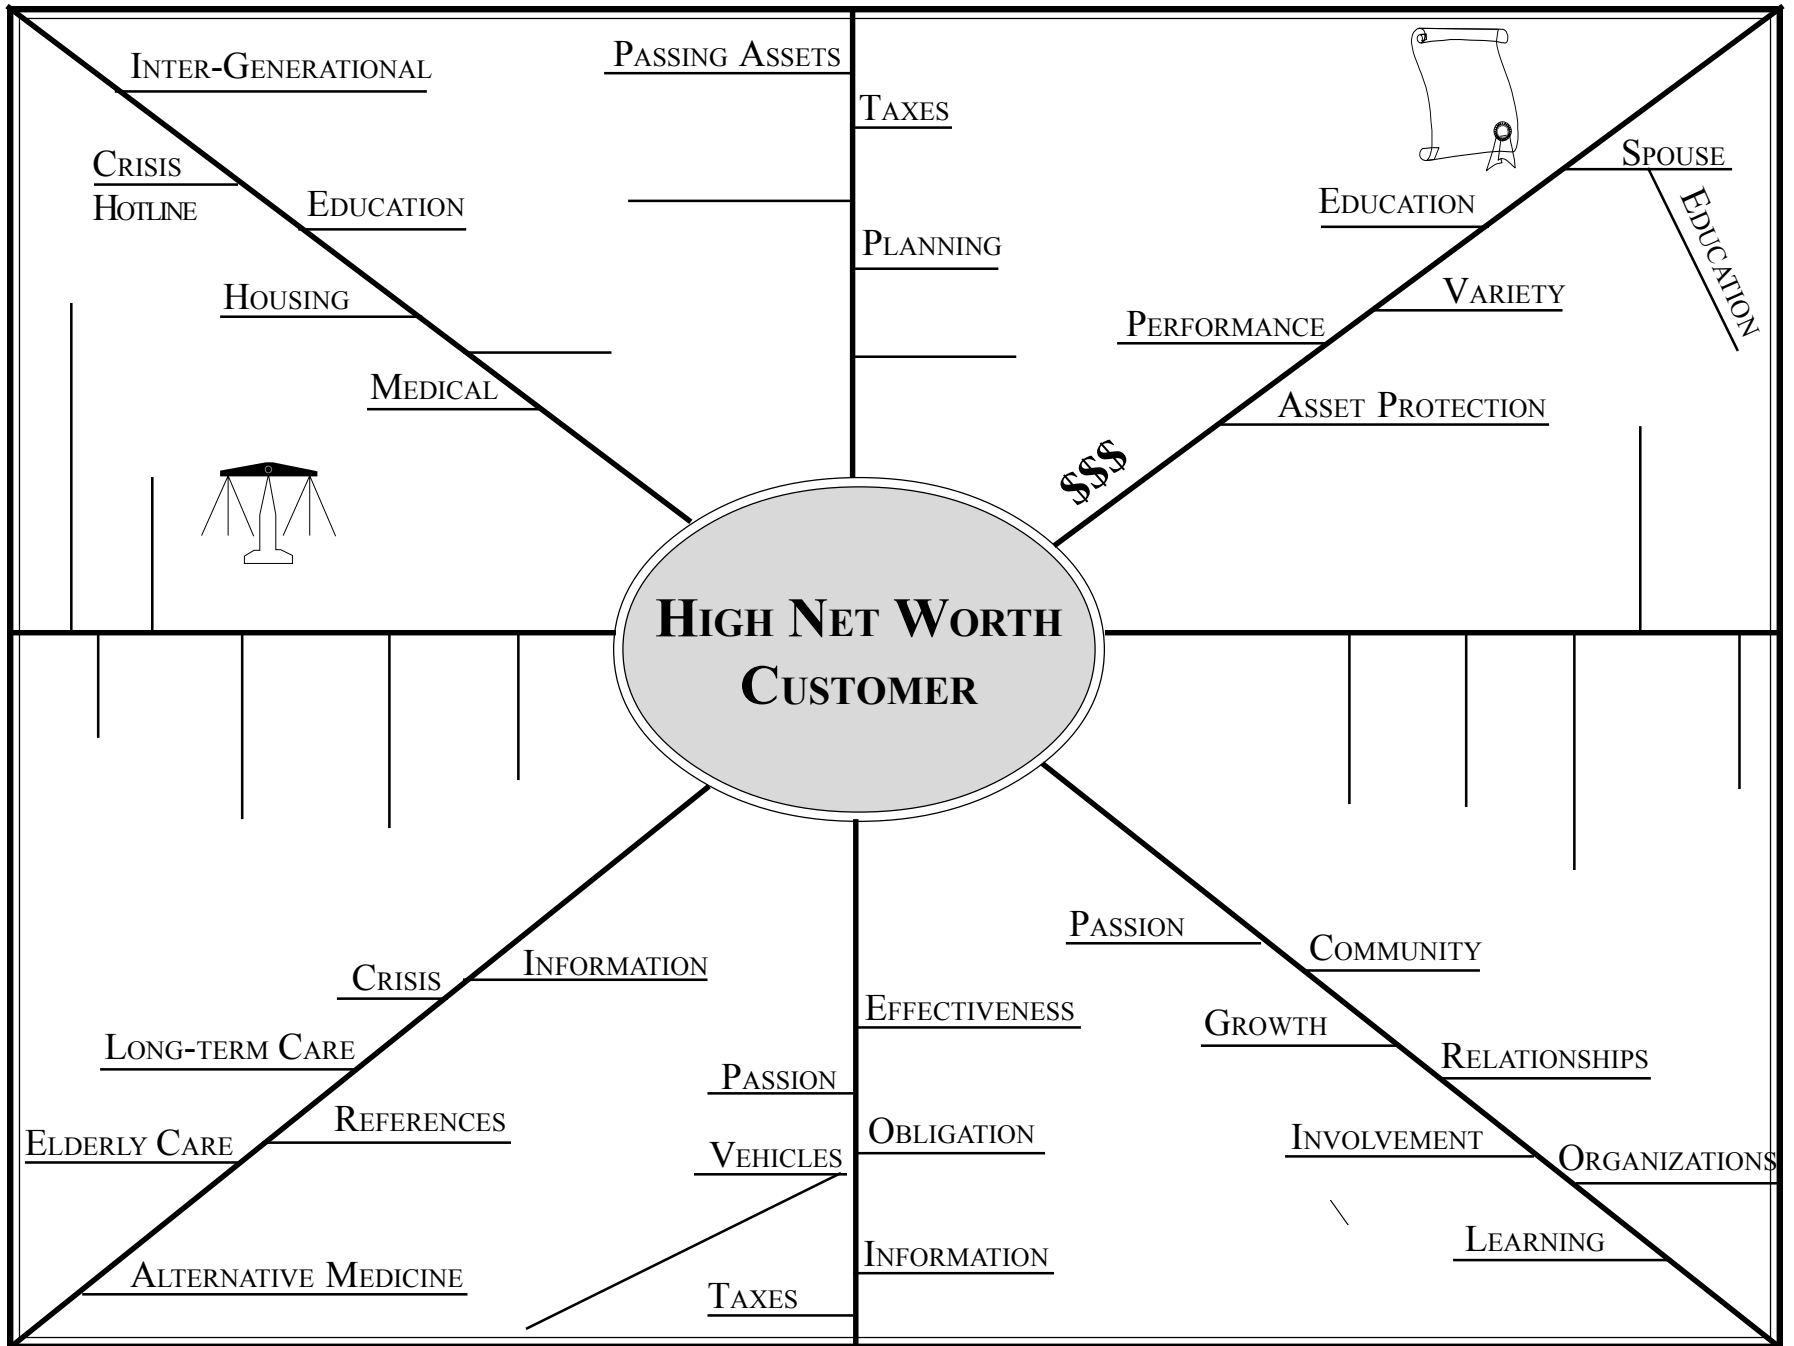 Inter-Generational
Passing Assets
Taxes
Crisis
Hotline
Education
Planning
Housing
Medical
Spouse
Education
Education
Variety
Performance
Asset Protection
$$$
High Net Worth
Customer
Passion
Community
Growth
Relationships
Involvement
Organizations
Learning
Effectiveness
Passion
Obligation
Vehicles
Information
Taxes
Information
Crisis
Long-term Care
References
Elderly Care
Alternative Medicine